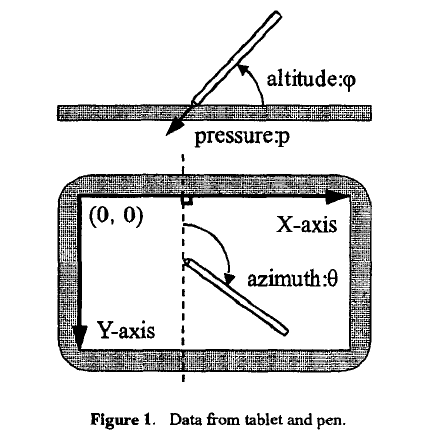 altitude:φ
pressure:p
(0, 0)
X-axis
azimuth:θ
Y-axis
Figure 1. Data from tablet and pen.